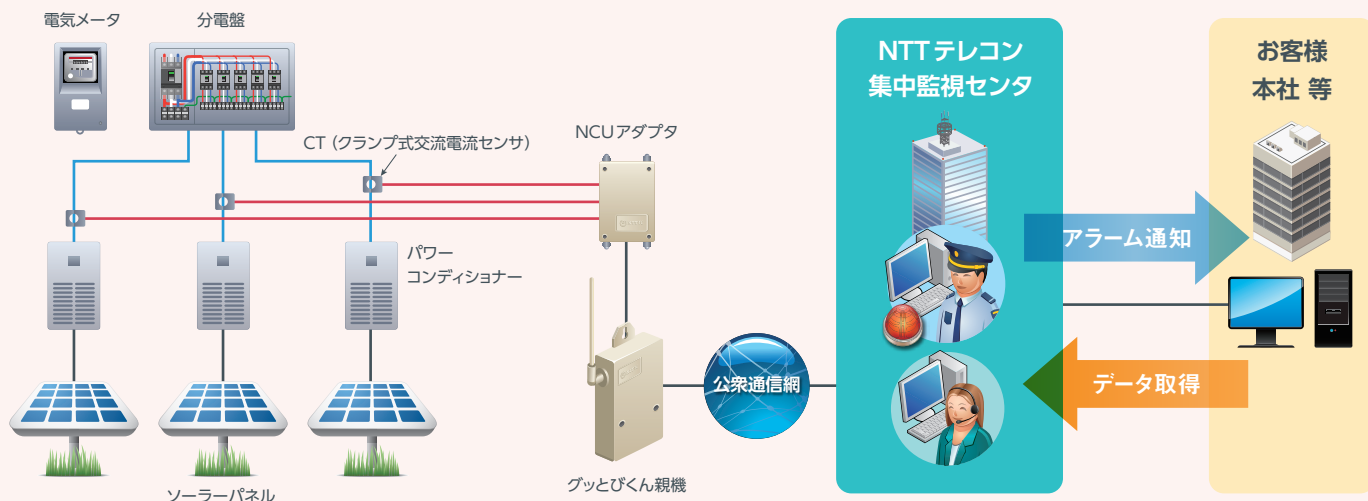 電気メータ
分電盤
CT(クランプ式交流電流センサ)
NCUアダプタ
パワー
コンディショナー
ソーラーパネル
グッとびくん親機
公衆通信網
NTTテレコン
集中監視センタ
お客様
本社 等
アラーム通知
データ取得